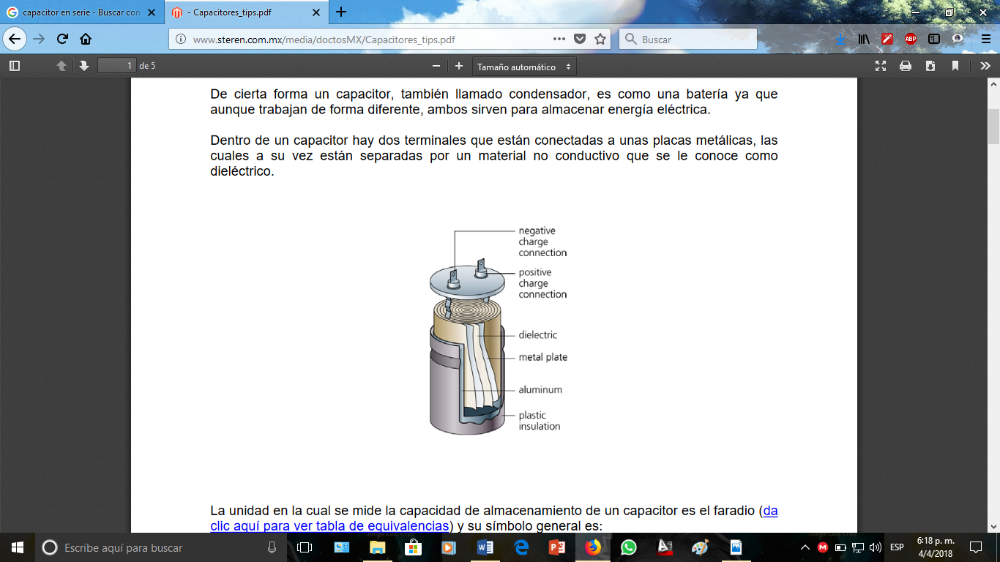 capacitor en serie - Buscar con
- Capacitores_tips.pdf
www.steren.com.mx/media/doctosMX/Capacitores_tips.pdf
Buscar
ABP
1 de 5
Tamaño automático
De cierta forma un capacitor, también llamado condensador, es como una batería ya que
aunque trabajan de forma diferente, ambos sirven para almacenar energía eléctrica.
Dentro de un capacitor hay dos terminales que están conectadas a unas placas metálicas, las
cuales a su vez están separadas por un material no conductivo que se le conoce como
dieléctrico.
negative
charge
connection
positive
charge
connection
dielectric
metal plate
aluminum
plastic
insulation
La unidad en la cual se mide la capacidad de almacenamiento de un capacitor es el faradio (da
clic aquí para ver tabla de equivalencias) y su símbolo general es:
Escribe aquí para buscar
ESP
6:18 p. m.
4/4/2018